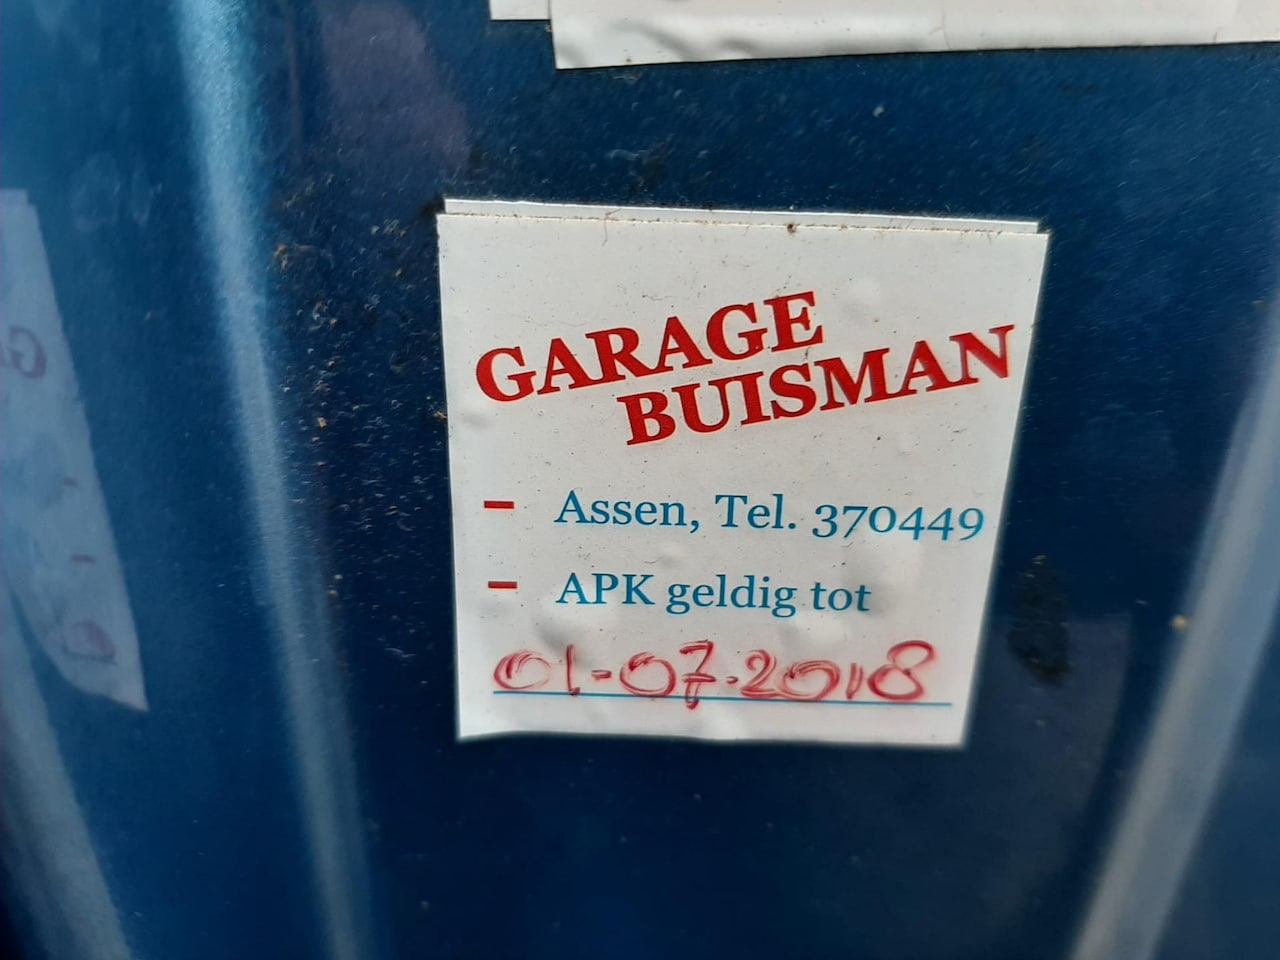 GARAGE
BUISMAN
- Assen, Tel. 370449
- APK geldig tot
01-07-2018